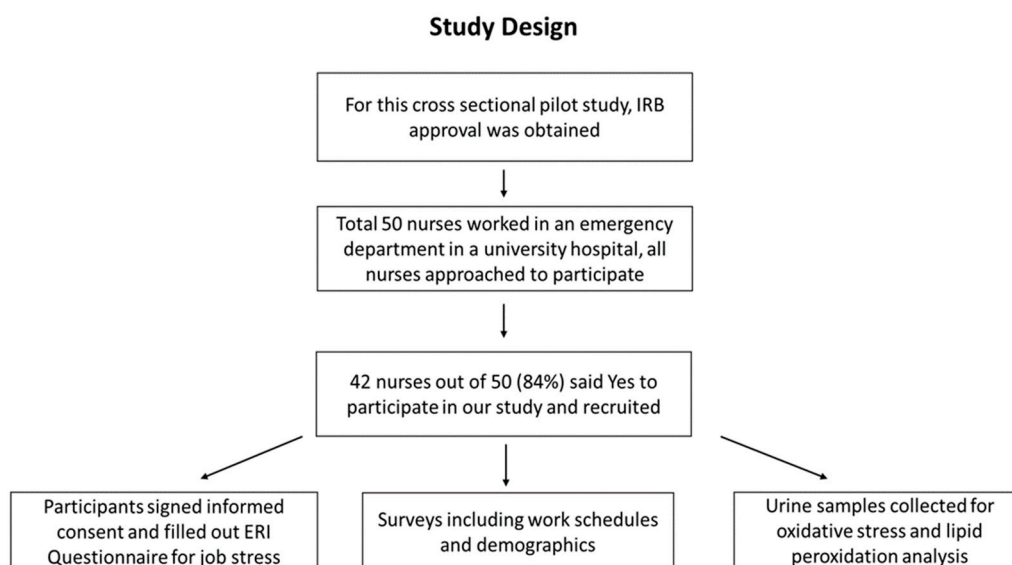 Study Design
For this cross sectional pilot study, IRB
approval was obtained
Total 50 nurses worked in an emergency
department in a university hospital, all
nurses approached to participate
42 nurses out of 50 (84%) said Yes to
participate in our study and recruited
Participants signed informed
consent and filled out ERI
Questionnaire for job stress
Surveys including work schedules
and demographics
Urine samples collected for
oxidative stress and lipid
peroxidation analysis